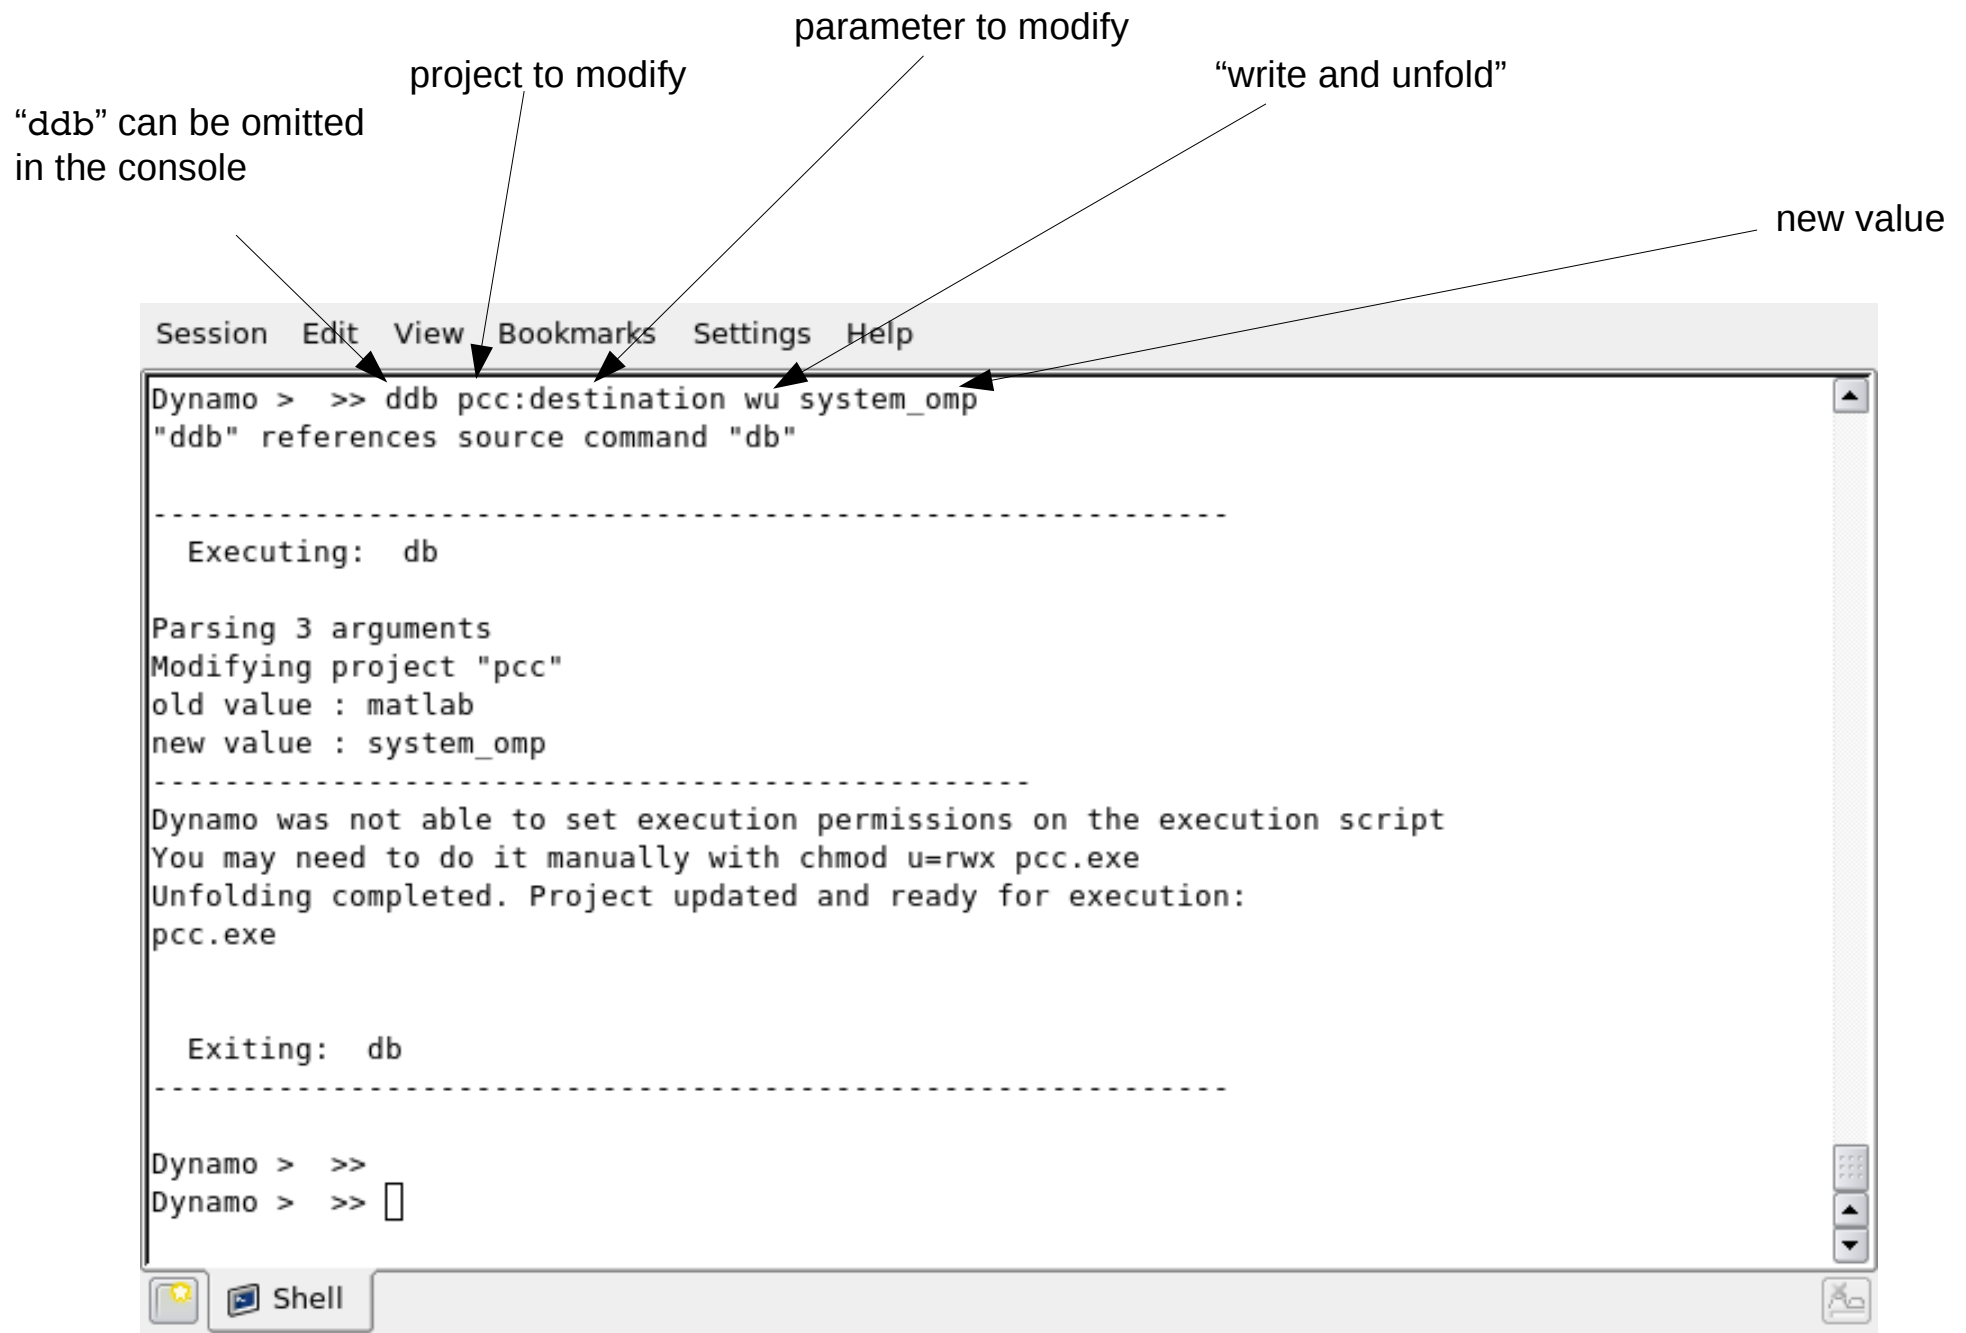 parameter to modify
project to modify
“write and unfold”
“ddb” can be omitted
in the console
new value
Session Edit View Bookmarks Settings Help
Dynamo >  >> ddb pcc:destination wu system_omp
"ddb" references source command "db"
------------------------------------------------------------
  Executing:  db
Parsing 3 arguments
Modifying project "pcc"
old value : matlab
new value : system_omp
-------------------------------------------------
Dynamo was not able to set execution permissions on the execution script
You may need to do it manually with chmod u=rwx pcc.exe
Unfolding completed. Project updated and ready for execution:
pcc.exe
  Exiting:  db
------------------------------------------------------------
Dynamo >  >>
Dynamo >  >>
Shell